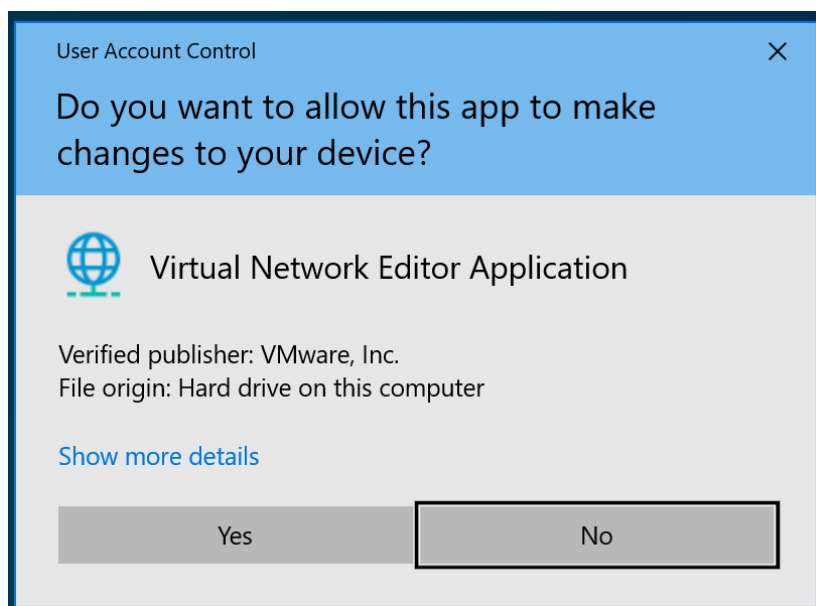 User Account Control
Do you want to allow this app to make
changes to your device?
Virtual Network Editor Application
Verified publisher: VMware, Inc.
File origin: Hard drive on this computer
Show more details
Yes
No